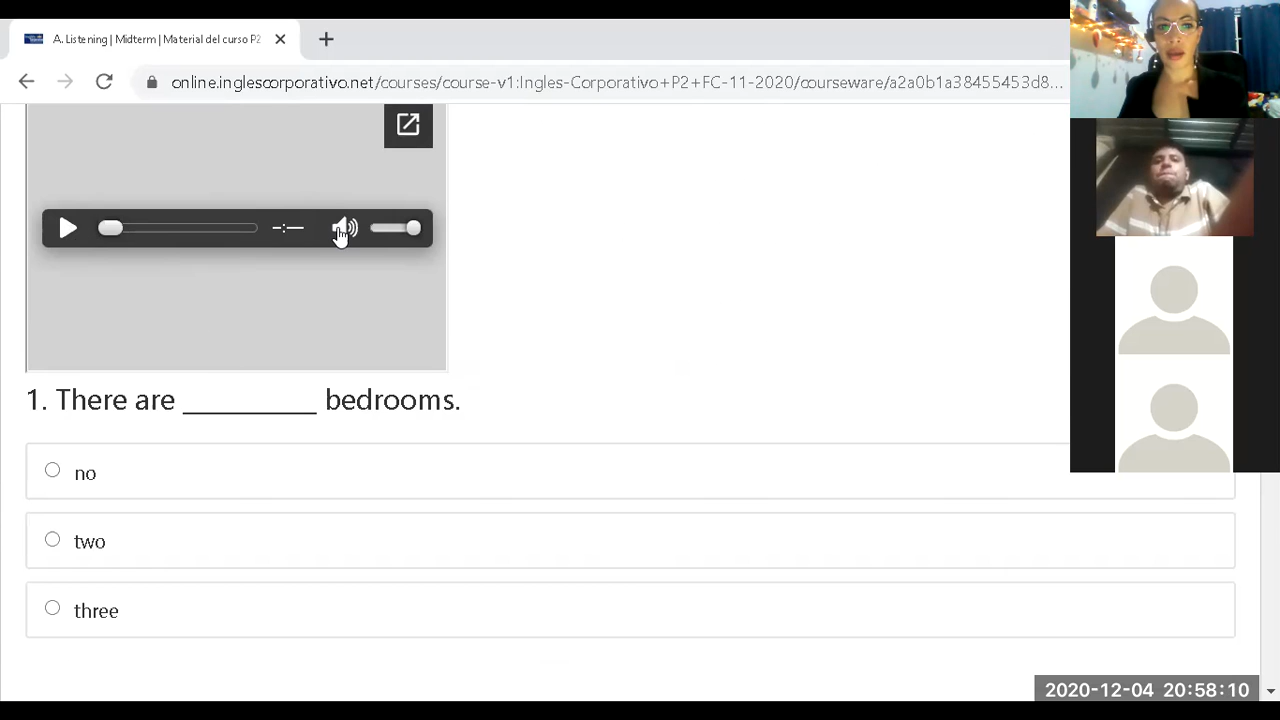 A. Listening | Midterm | Material del curso P2
online.inglescorporativo.net/courses/course-v1:Ingles-Corporativo+P2+FC-11-2020/courseware/a2a0b1a38455453d8...
-:--
1. There are _________ bedrooms.
no
two
three
2020-12-04 20:58:10